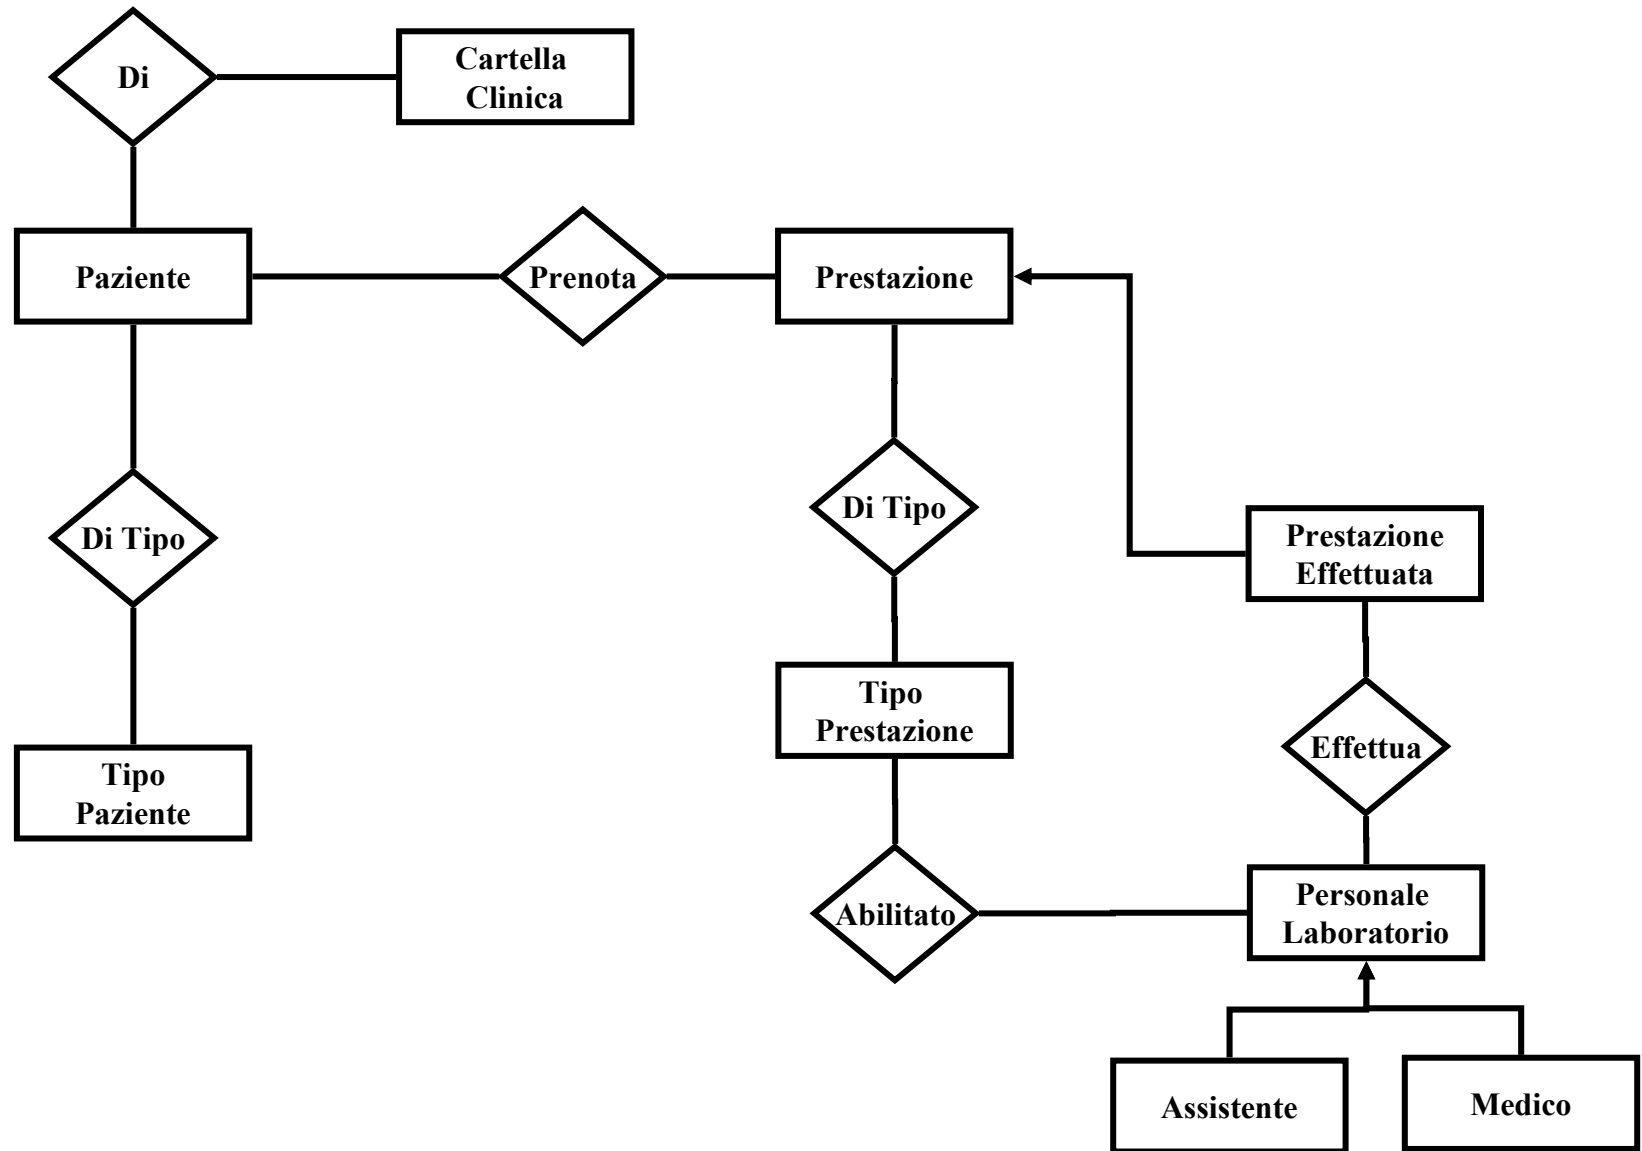 Di
Cartella
Clinica
Paziente
Prenota
Prestazione
Di Tipo
Di Tipo
Prestazione
Effettuata
Tipo
Prestazione
Tipo
Paziente
Effettua
Abilitato
Personale
Laboratorio
Assistente
Medico